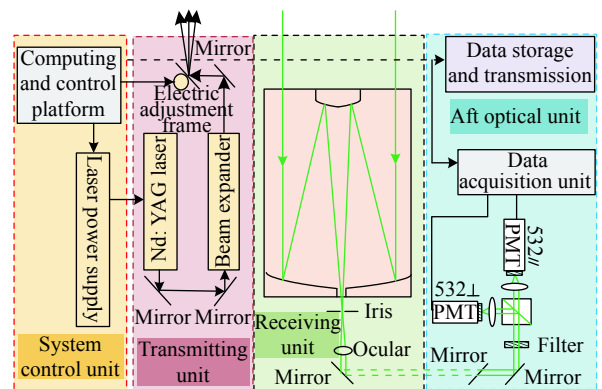 Computing
and control
platform
Laser power
supply
System
control unit
Mirror
Electric
adjustment
frame
Nd: YAG laser
Beam expander
Mirror
Mirror
Transmitting
unit
Iris
Ocular
Receiving
unit
Mirror
Data storage
and transmission
Aft optical unit
Data
acquisition unit
PMT
532//
532⊥
PMT
Filter
Mirror
Mirror